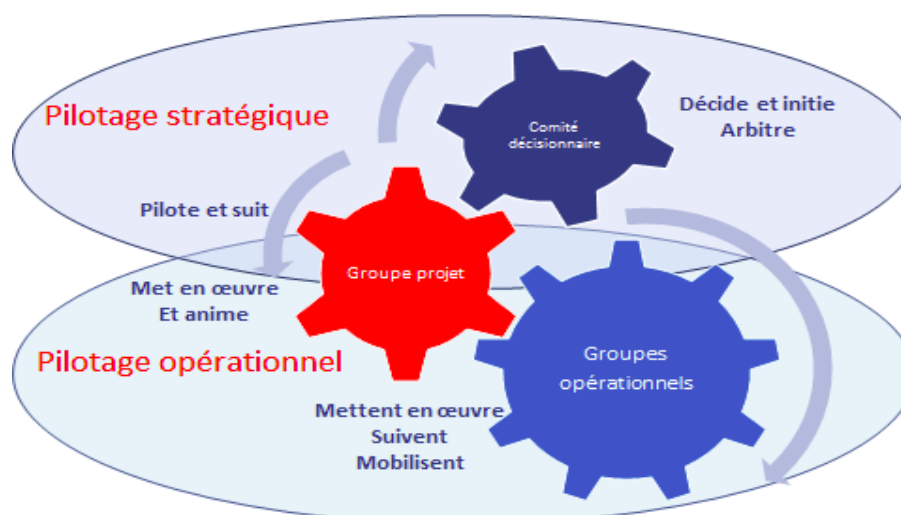 Pilotage stratégique
Décide et initie
Arbitre
Comité
décisionnaire
Pilote et suit
Groupe projet
Met en œuvre
Et anime
Pilotage opérationnel
Groupes
opérationnels
Mettent en œuvre
Suivent
Mobilisent